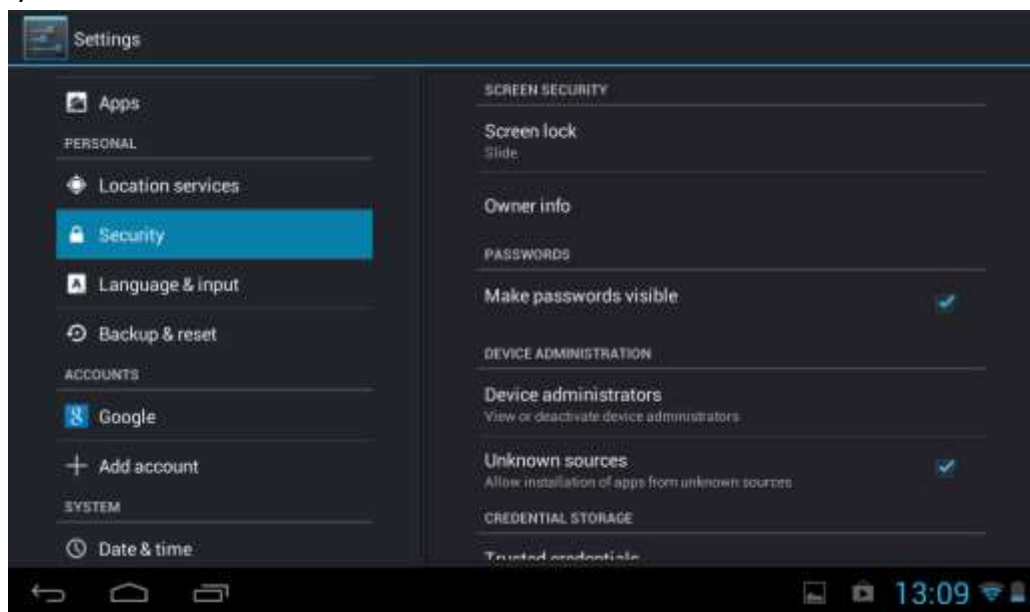 Settings
Apps
PERSONAL
Location services
Security
Language & input
Backup & reset
ACCOUNTS
Google
Add account
SYSTEM
Date & time
SCREEN SECURITY
Screen lock
Slide
Owner info
PASSWORDS
Make passwords visible
DEVICE ADMINISTRATION
Device administrators
View or deactivate device administrators
Unknown sources
Allow installation of apps from unknown sources
CREDENTIAL STORAGE
Trusted credentials
13:09